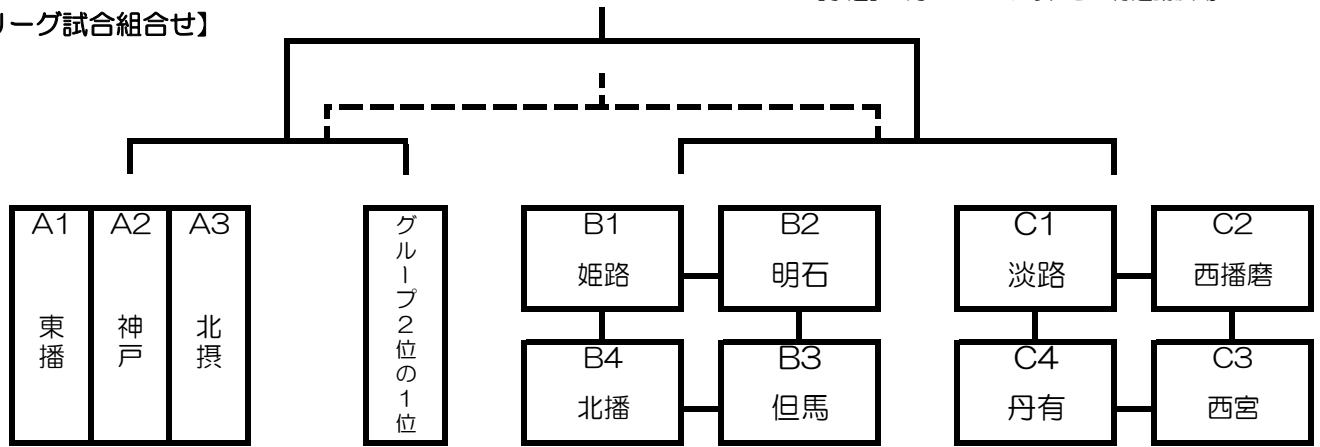 リーグ試合組合せ】
A1
東播
A2
神戸
A3
北摂
グループ2位の1位
B1
姫路
B2
明石
B4
北播
B3
但馬
C1
淡路
C2
西播磨
C4
丹有
C3
西宮